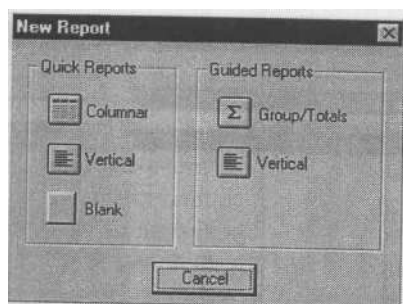 New Report
Quick Reports
Columnar
Vertical
Blank
Guided Reports
Σ Group/Totals
Vertical
Cancel